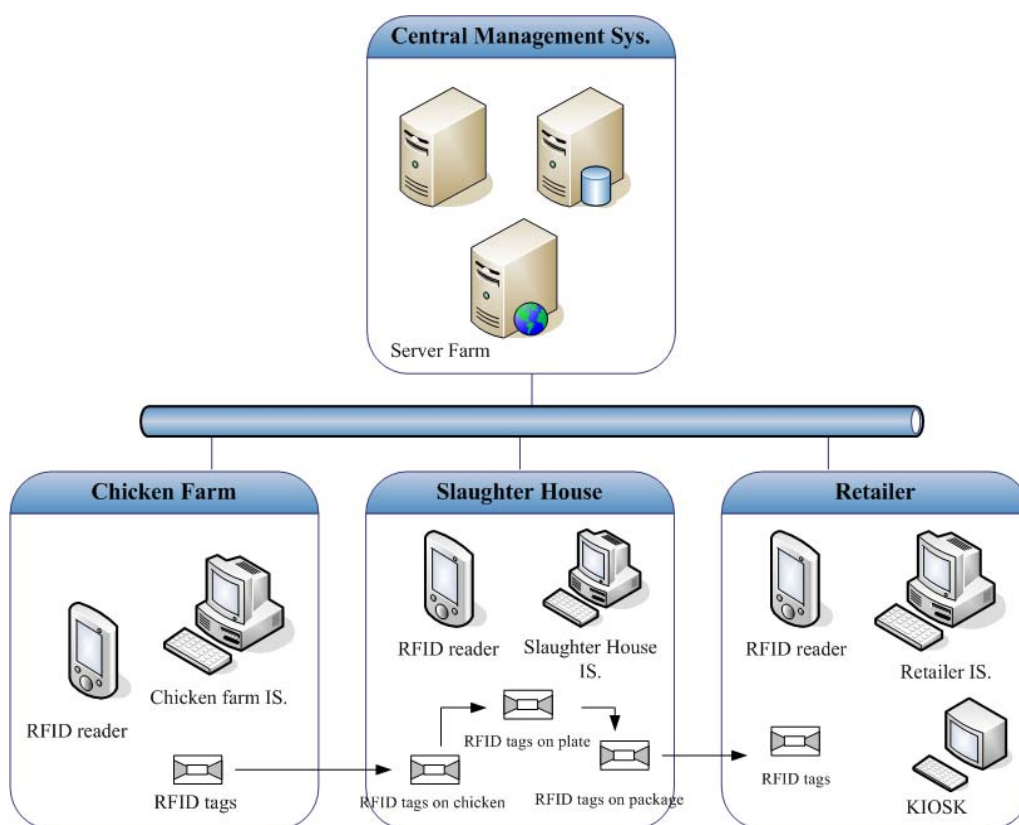 Central Management Sys.
Server Farm
Chicken Farm
RFID reader
Chicken farm IS.
RFID tags
Slaughter House
RFID reader
Slaughter House
IS.
RFID tags on plate
RFID tags on chicken
RFID tags on package
Retailer
RFID reader
Retailer IS.
RFID tags
KIOSK